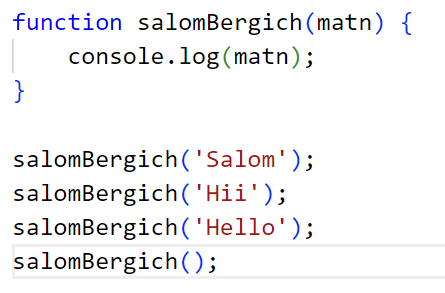 function salomBergich(matn) {
    console.log(matn);
}
salomBergich('Salom');
salomBergich('Hii');
salomBergich('Hello');
salomBergich();